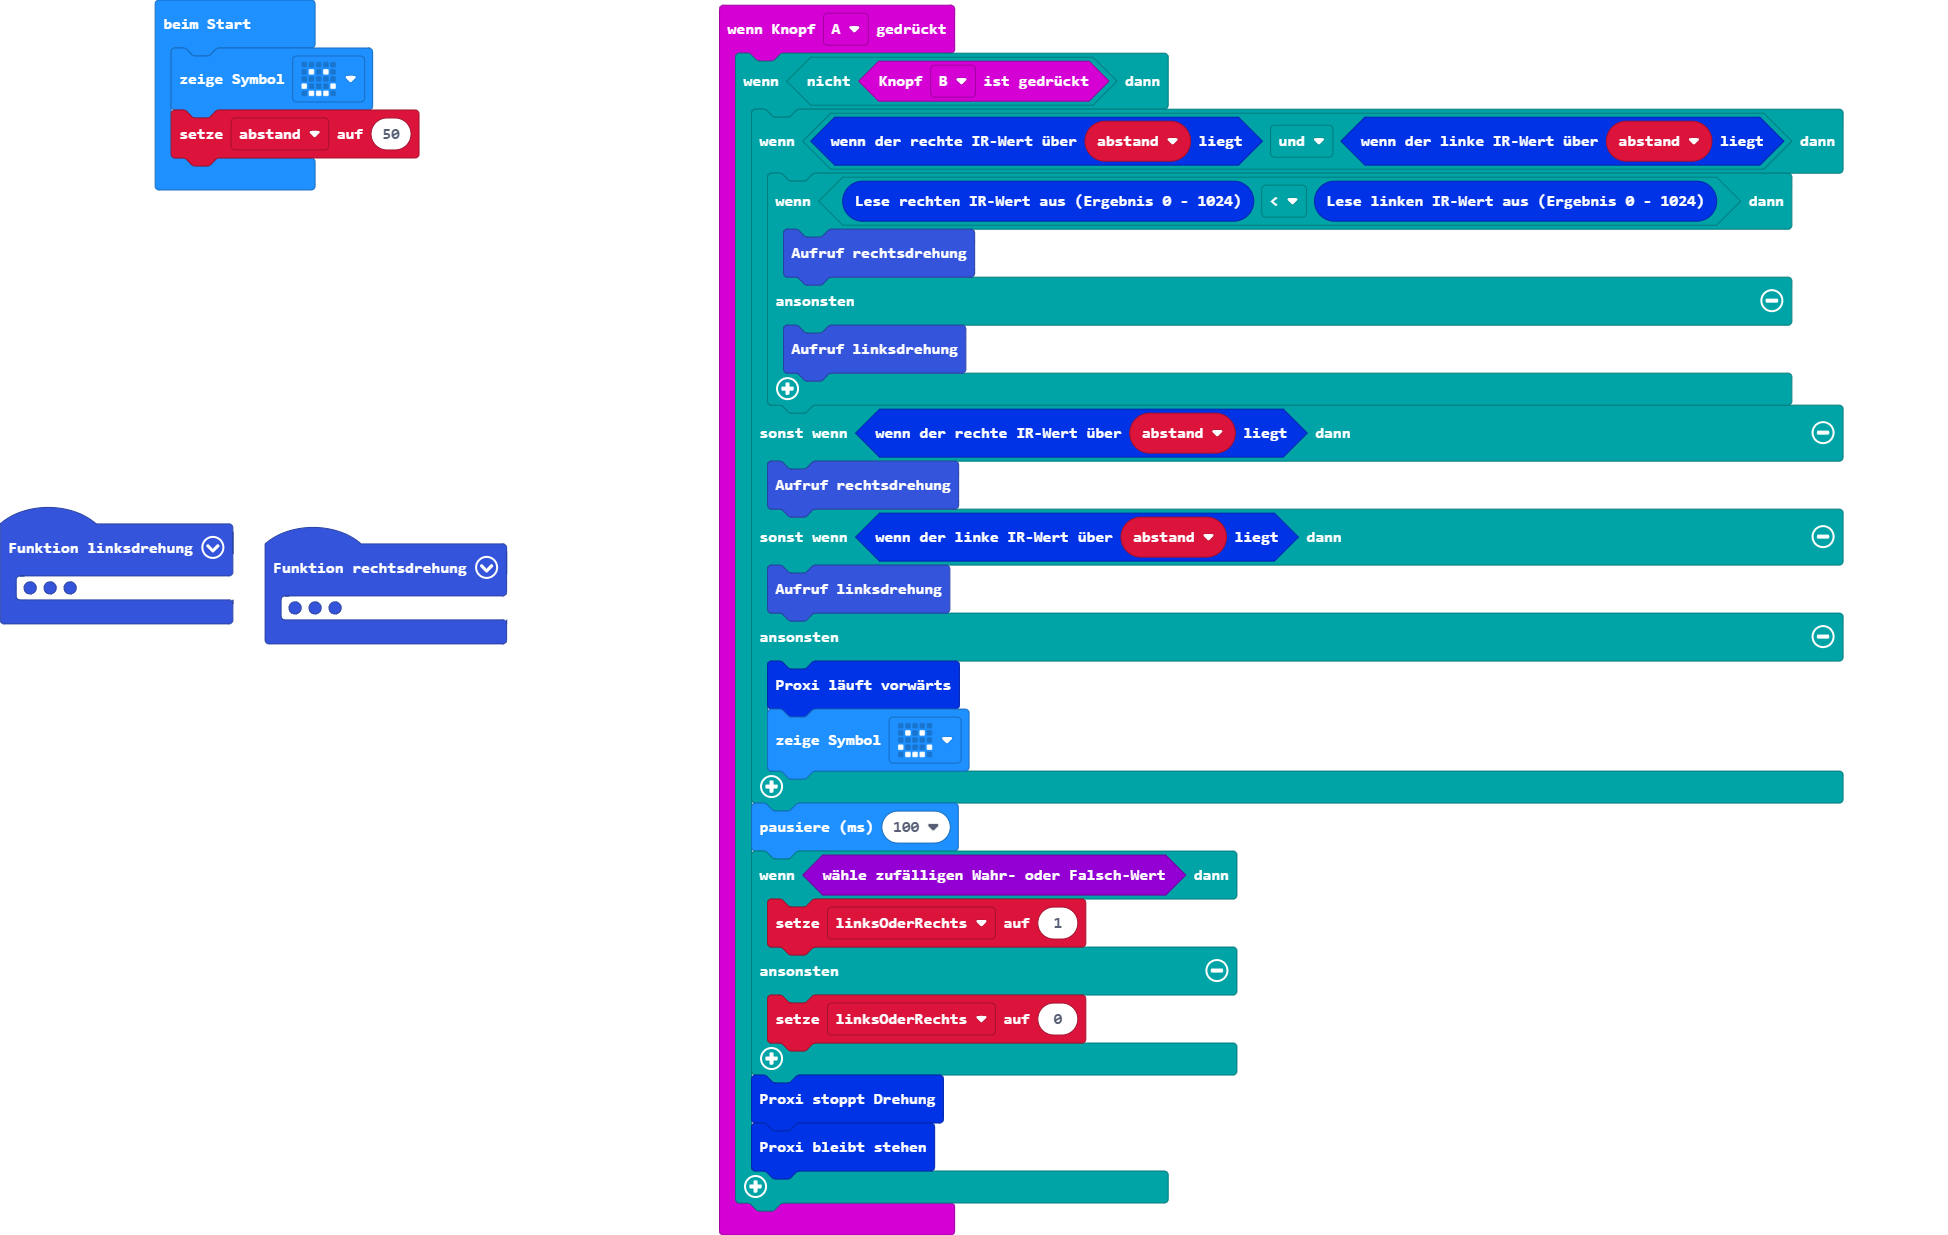 beim Start
zeige Symbol
setze abstand auf 50
Funktion linksdrehung
Funktion rechtsdrehung
wenn Knopf A gedrückt
wenn nicht Knopf B ist gedrückt dann
wenn wenn der rechte IR-Wert über abstand liegt und wenn der linke IR-Wert über abstand liegt dann
wenn Lese rechten IR-Wert aus (Ergebnis 0 - 1024) < Lese linken IR-Wert aus (Ergebnis 0 - 1024) dann
Aufruf rechtsdrehung
ansonsten
Aufruf linksdrehung
sonst wenn wenn der rechte IR-Wert über abstand liegt dann
Aufruf rechtsdrehung
sonst wenn wenn der linke IR-Wert über abstand liegt dann
Aufruf linksdrehung
ansonsten
Proxi läuft vorwärts
zeige Symbol
pausiere (ms) 100
wenn wähle zufälligen Wahr- oder Falsch-Wert dann
setze linksOderRechts auf 1
ansonsten
setze linksOderRechts auf 0
Proxi stoppt Drehung
Proxi bleibt stehen